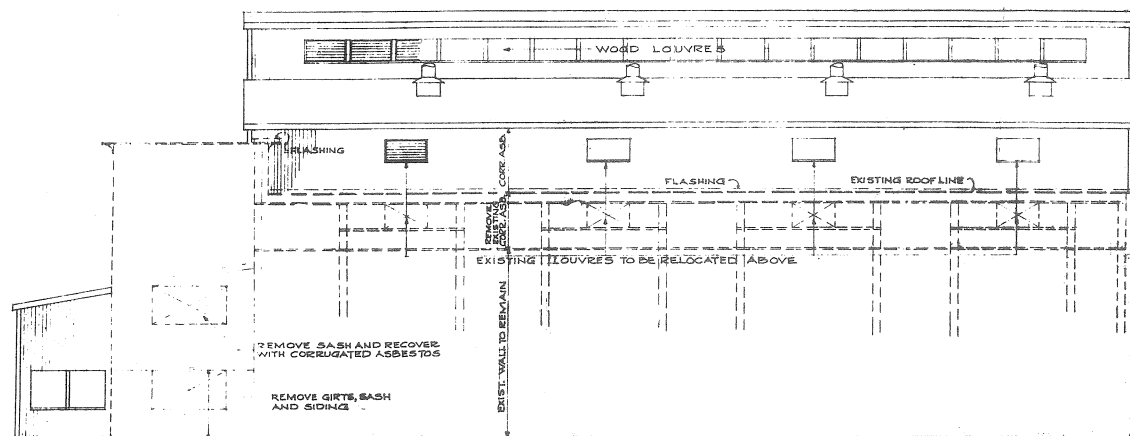 WOOD LOUVRES
FLASHING
CORR. ASB.
FLASHING
EXISTING ROOF LINE
REMOVE
EXISTING
CORR. ASB.
EXISTING LOUVRES TO BE RELOCATED ABOVE
EXIST. WALL TO REMAIN
REMOVE SASH AND RECOVER
WITH CORRUGATED ASBESTOS
REMOVE GIRTS, SASH
AND SIDING